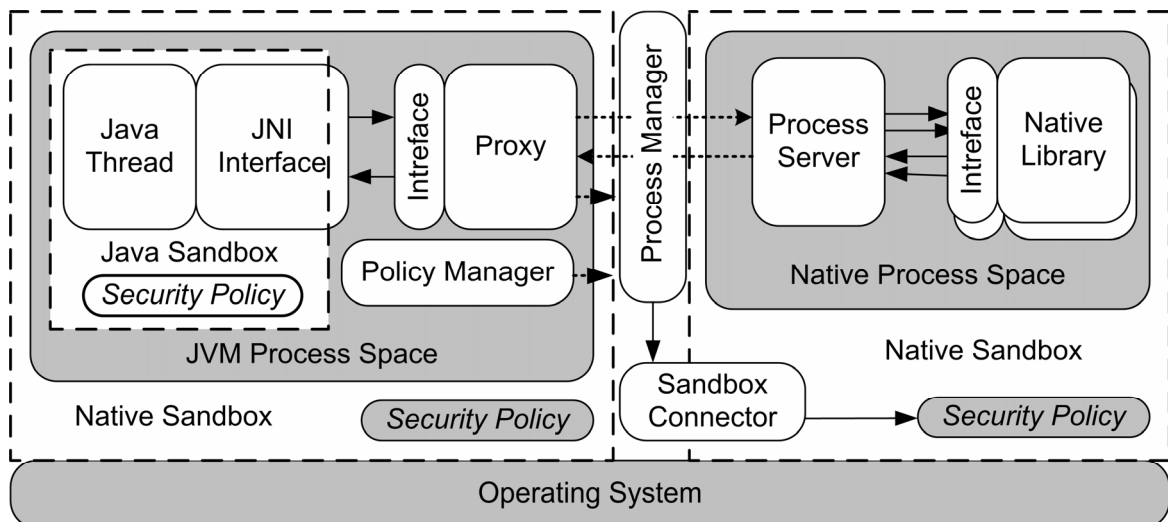 Java
Thread
JNI
Interface
Intreface
Proxy
Java Sandbox
Security Policy
Policy Manager
JVM Process Space
Native Sandbox
Security Policy
Process Manager
Sandbox
Connector
Process
Server
Intreface
Native
Library
Native Process Space
Native Sandbox
Security Policy
Operating System